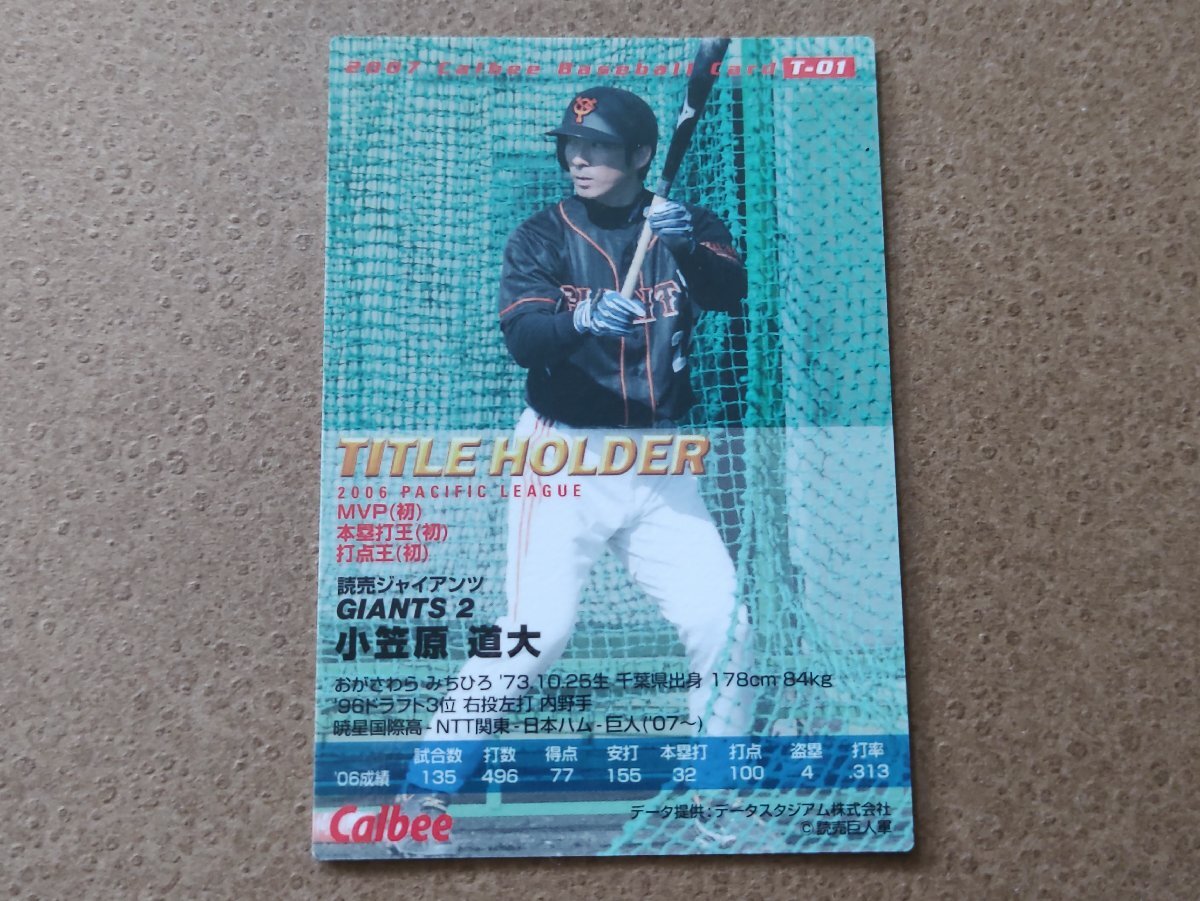 2007 Calbee Baseball Card T-01
GIANTS
TITLE HOLDER
2006 PACIFIC LEAGUE
MVP(初)
本塁打王(初)
打点王(初)
読売ジャイアンツ
GIANTS 2
小笠原 道大
おがさわら みちひろ '73.10.25生 千葉県出身 178cm 84kg
'96ドラフト3位 右投左打 内野手
暁星国際高-NTT関東-日本ハム-巨人('07〜)
試合数 打数 得点 安打 本塁打 打点 盗塁 打率
'06成績 135 496 77 155 32 100 4 .313
Calbee
データ提供:データスタジアム株式会社
©読売巨人軍